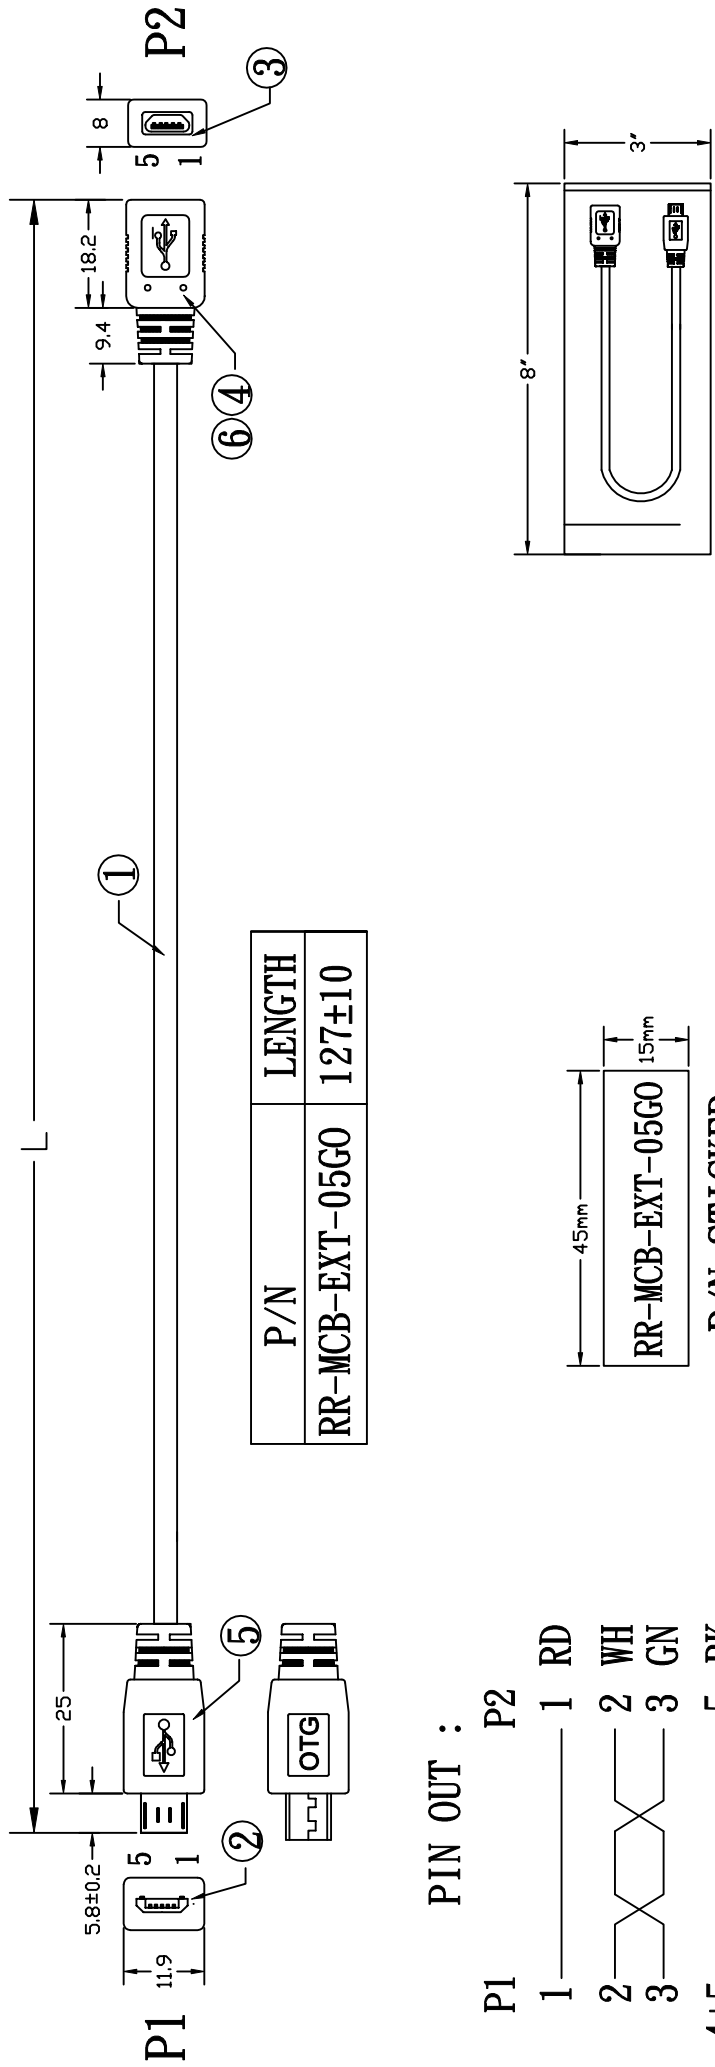 L
5.8±0.2
25
9.4
18.2
8
11.9
P1
5
1
5
1
P2
1
2
3
5
6 4
OTG
P/N LENGTH
RR-MCB-EXT-05GO 127±10
PIN OUT :
P1 P2
1 1 RD
2 2 WH
3 3 GN
45mm
15mm
RR-MCB-EXT-05GO
8"
3"